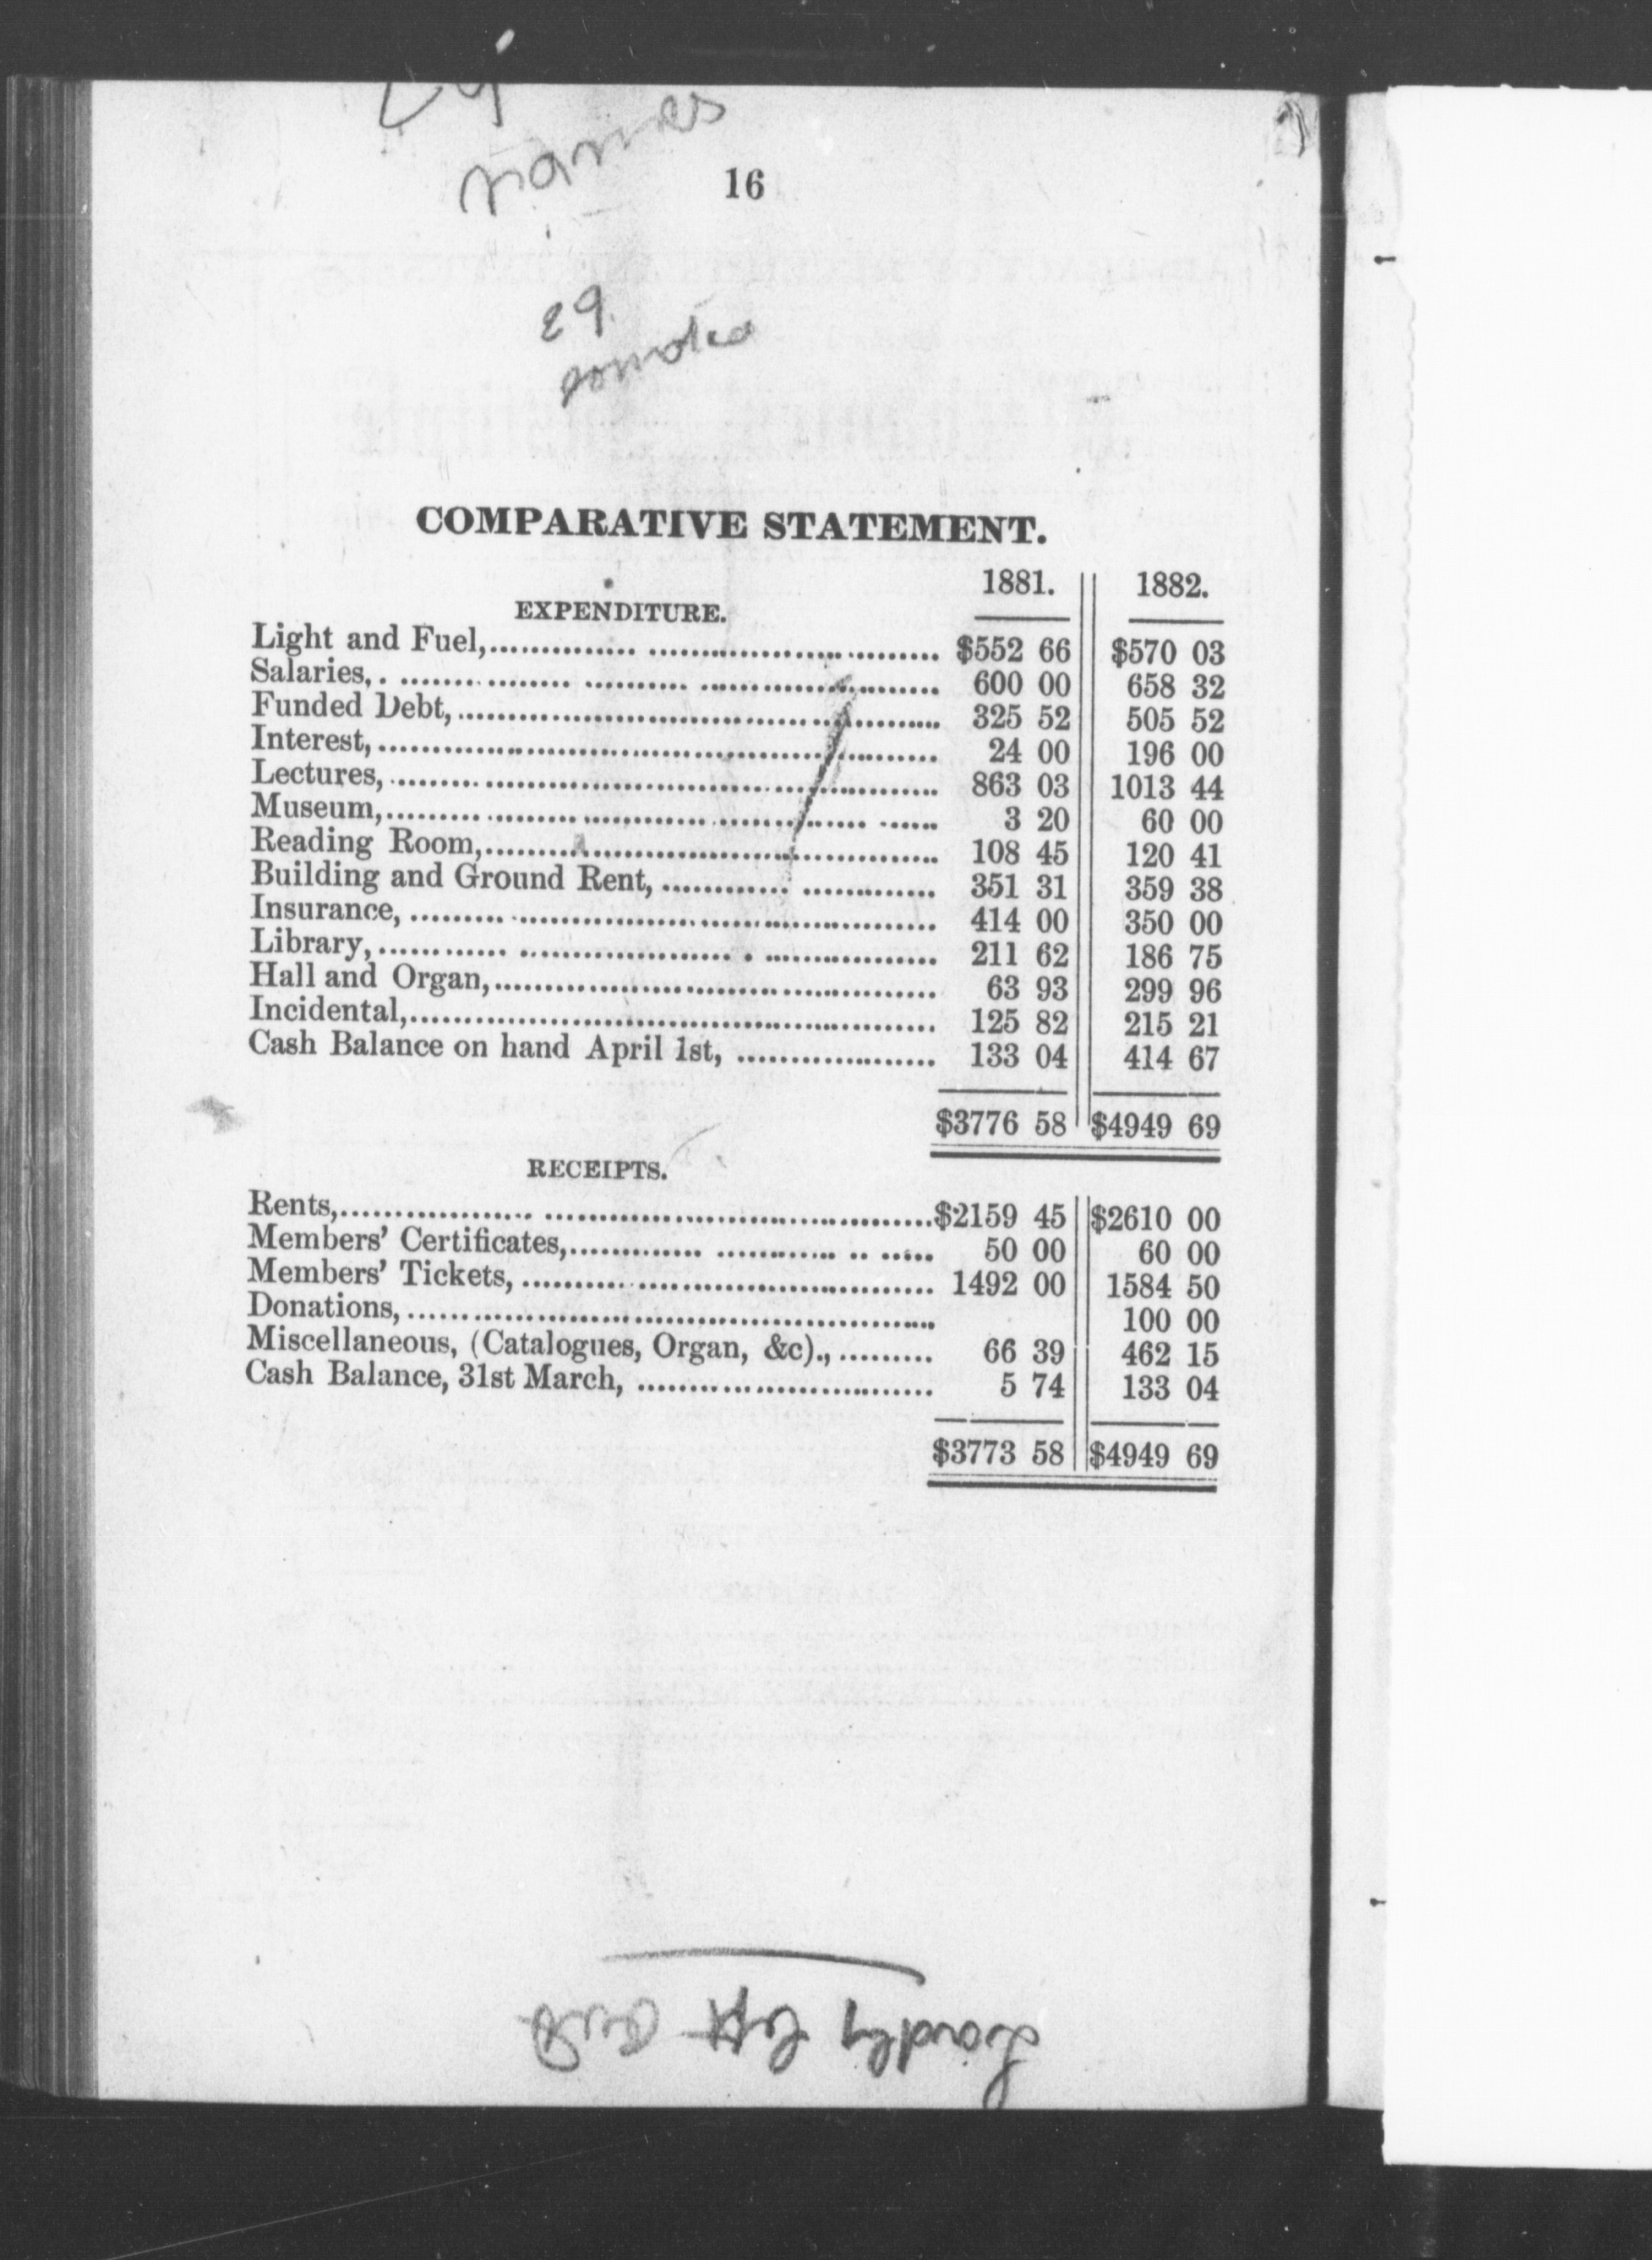 names
16
29.
COMPARATIVE STATEMENT.
1881. 1882.
EXPENDITURE.
Light and Fuel,.............................. $552 66 $570 03
Salaries,.............................. 600 00 658 32
Funded Debt,.............................. 325 52 505 52
Interest,.............................. 24 00 196 00
Lectures,.............................. 863 03 1013 44
Museum,.............................. 3 20 60 00
Reading Room,.............................. 108 45 120 41
Building and Ground Rent,.............................. 351 31 359 38
Insurance,.............................. 414 00 350 00
Library,.............................. 211 62 186 75
Hall and Organ,.............................. 63 93 299 96
Incidental,.............................. 125 82 215 21
Cash Balance on hand April 1st,.................... 133 04 414 67
$3776 58 $4949 69
RECEIPTS.
Rents,.............................. $2159 45 $2610 00
Members' Certificates,.............................. 50 00 60 00
Members' Tickets,.............................. 1492 00 1584 50
Donations,.............................. 100 00
Miscellaneous, (Catalogues, Organ, &c).,......... 66 39 462 15
Cash Balance, 31st March,.............................. 5 74 133 04
$3773 58 $4949 69
left out